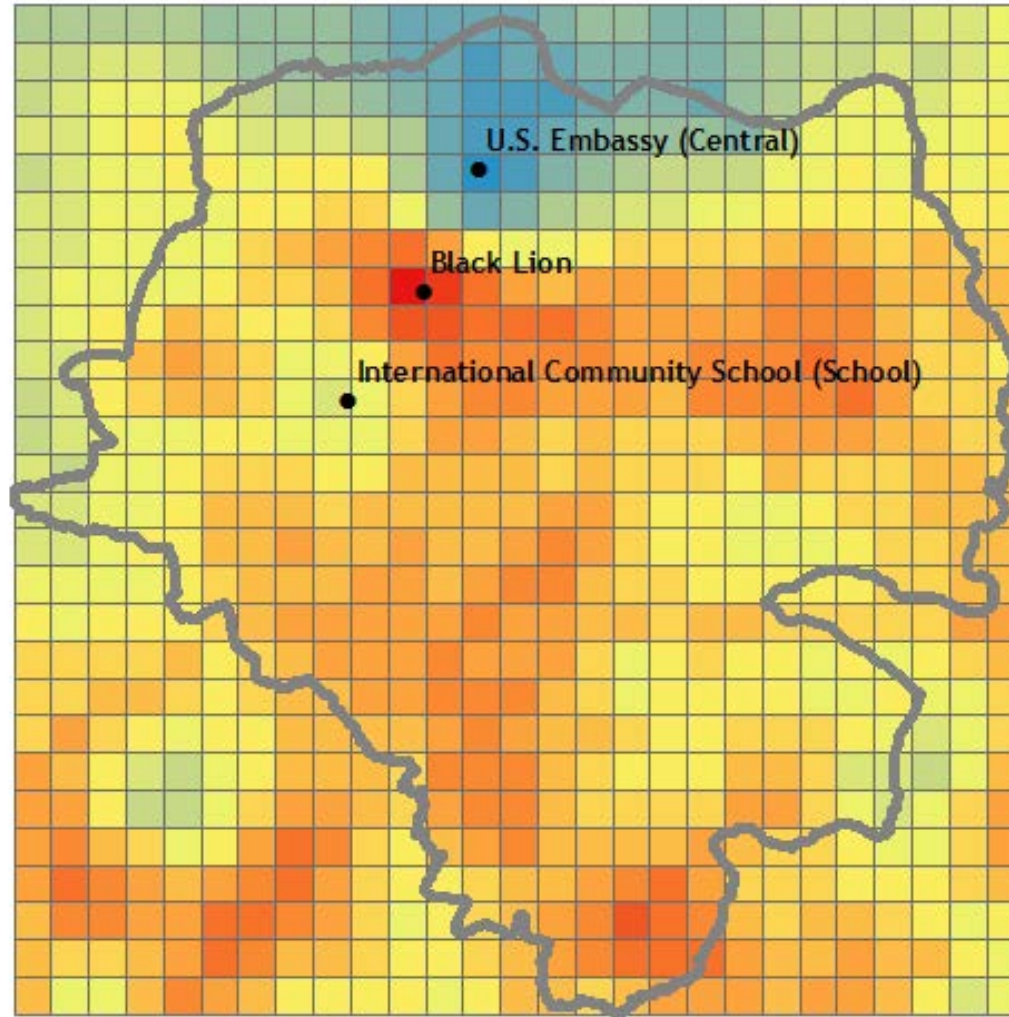 U.S. Embassy (Central)
Black Lion
International Community School (School)